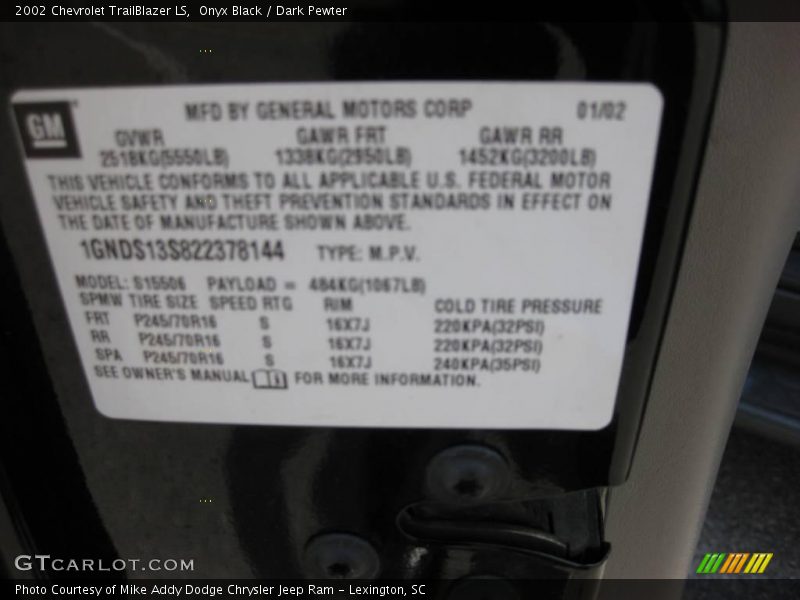 2002 Chevrolet TrailBlazer LS,  Onyx Black / Dark Pewter
GM
MFD BY GENERAL MOTORS CORP 01/02
GVWR GAWR FRT GAWR RR
2518KG(5550LB) 1338KG(2950LB) 1452KG(3200LB)
THIS VEHICLE CONFORMS TO ALL APPLICABLE U.S. FEDERAL MOTOR
VEHICLE SAFETY AND THEFT PREVENTION STANDARDS IN EFFECT ON
THE DATE OF MANUFACTURE SHOWN ABOVE.
1GNDS13S822378144 TYPE: M.P.V.
MODEL: S15506 PAYLOAD = 484KG(1067LB)
SPMW TIRE SIZE SPEED RTG RIM COLD TIRE PRESSURE
FRT P245/70R16 S 16X7J 220KPA(32PSI)
RR P245/70R16 S 16X7J 220KPA(32PSI)
SPA P245/70R16 S 16X7J 240KPA(35PSI)
SEE OWNER'S MANUAL FOR MORE INFORMATION.
GTCARLOT.COM
Photo Courtesy of Mike Addy Dodge Chrysler Jeep Ram – Lexington, SC